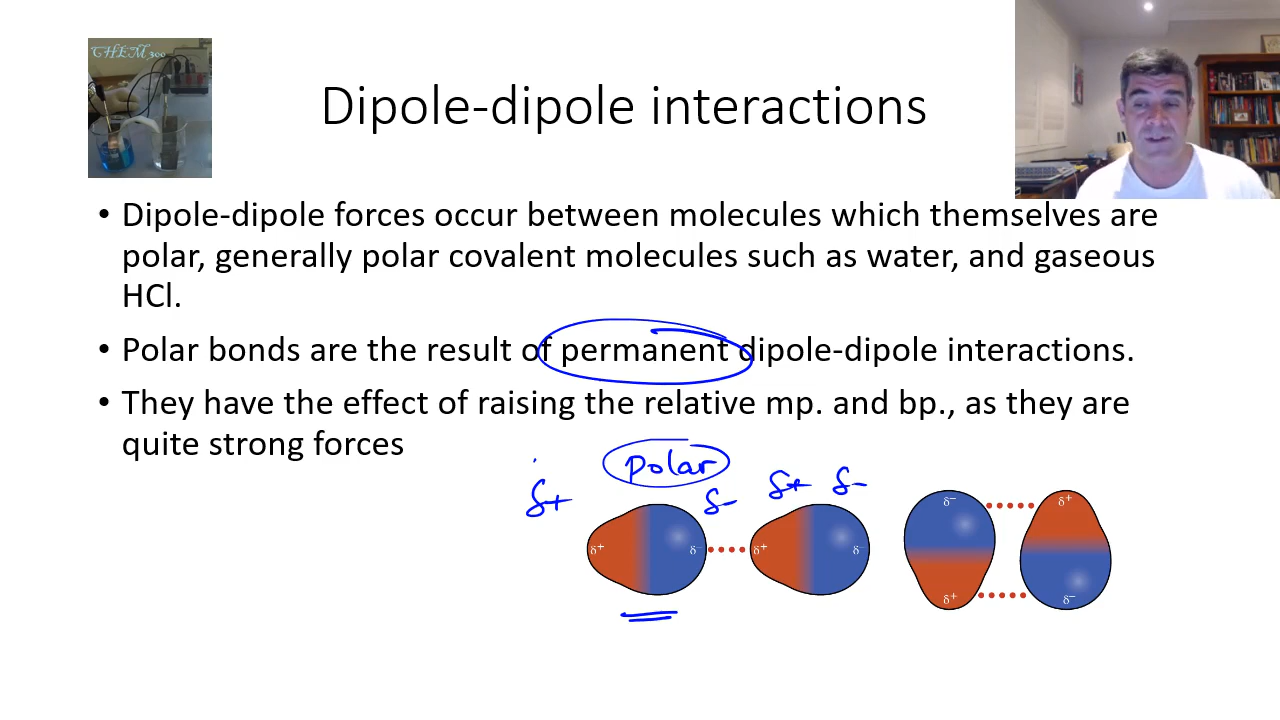 CHEM 300
Dipole-dipole interactions
• Dipole-dipole forces occur between molecules which themselves are
polar, generally polar covalent molecules such as water, and gaseous
HCl.
• Polar bonds are the result of permanent dipole-dipole interactions.
• They have the effect of raising the relative mp. and bp., as they are
quite strong forces
polar
δ+ δ- δ+ δ-
δ⁻ δ⁺
δ⁺ δ⁻ δ⁺ δ⁻
δ⁺ δ⁻